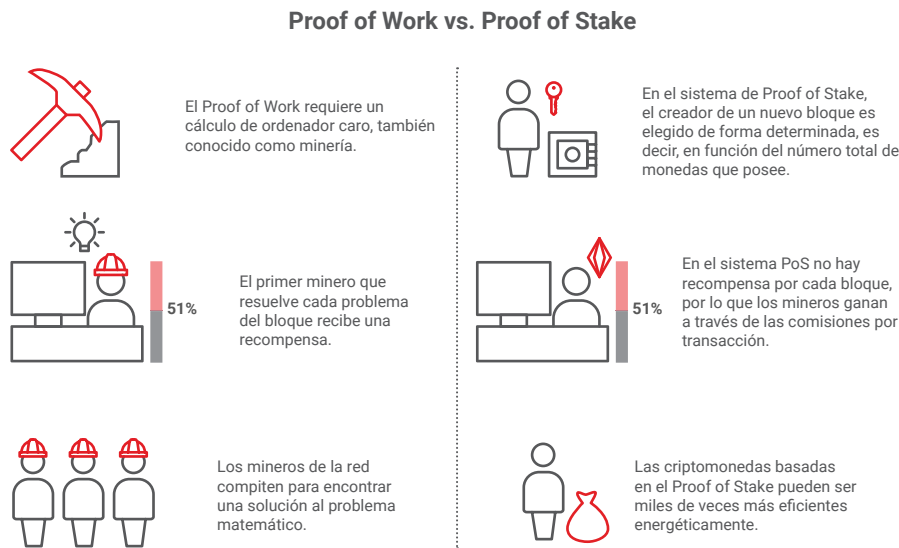 Proof of Work vs. Proof of Stake
El Proof of Work requiere un
cálculo de ordenador caro, también
conocido como minería.
En el sistema de Proof of Stake,
el creador de un nuevo bloque es
elegido de forma determinada, es
decir, en función del número total de
monedas que posee.
51%
El primer minero que
resuelve cada problema
del bloque recibe una
recompensa.
51%
En el sistema PoS no hay
recompensa por cada bloque,
por lo que los mineros ganan
a través de las comisiones por
transacción.
Los mineros de la red
compiten para encontrar
una solución al problema
matemático.
Las criptomonedas basadas
en el Proof of Stake pueden ser
miles de veces más eficientes
energéticamente.